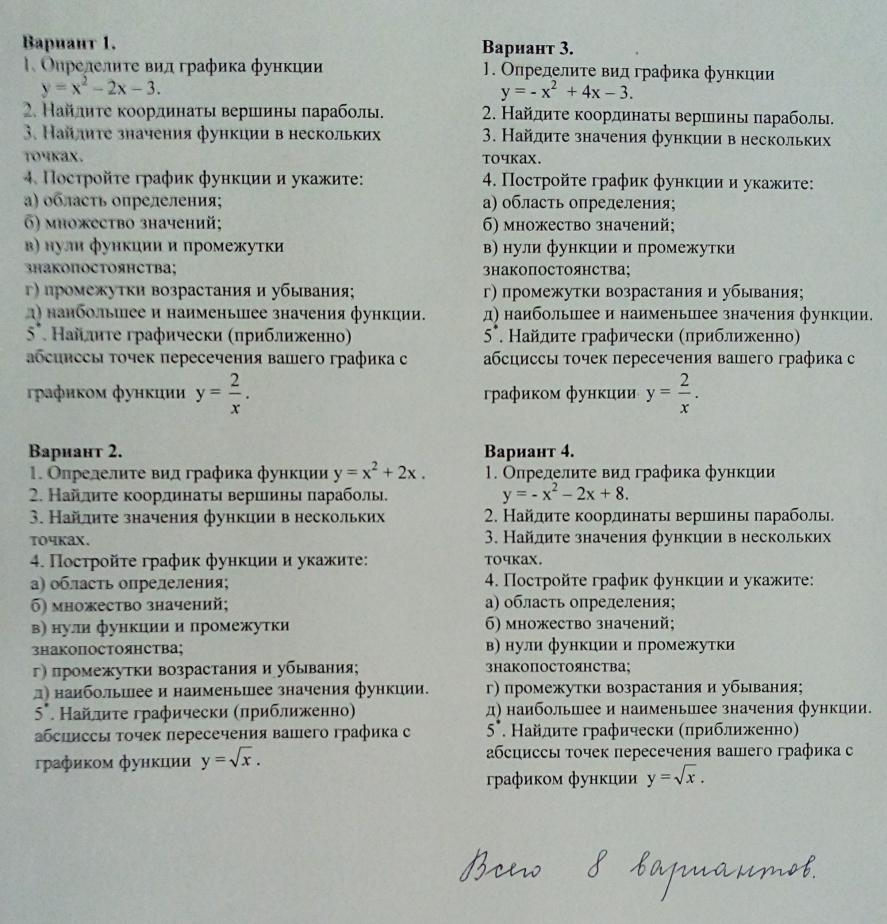 Вариант 1.
1. Определите вид графика функции
y = x² – 2x – 3.
2. Найдите координаты вершины параболы.
3. Найдите значения функции в нескольких
точках.
4. Постройте график функции и укажите:
а) область определения;
б) множество значений;
в) нули функции и промежутки
знакопостоянства;
г) промежутки возрастания и убывания;
д) наибольшее и наименьшее значения функции.
5*. Найдите графически (приближенно)
абсциссы точек пересечения вашего графика с
графиком функции y = 2/x.
Вариант 2.
1. Определите вид графика функции y = x² + 2x .
2. Найдите координаты вершины параболы.
3. Найдите значения функции в нескольких
точках.
4. Постройте график функции и укажите:
а) область определения;
б) множество значений;
в) нули функции и промежутки
знакопостоянства;
г) промежутки возрастания и убывания;
д) наибольшее и наименьшее значения функции.
5*. Найдите графически (приближенно)
абсциссы точек пересечения вашего графика с
графиком функции y = √x .
Вариант 3.
1. Определите вид графика функции
y = - x² + 4x – 3.
2. Найдите координаты вершины параболы.
3. Найдите значения функции в нескольких
точках.
4. Постройте график функции и укажите:
а) область определения;
б) множество значений;
в) нули функции и промежутки
знакопостоянства;
г) промежутки возрастания и убывания;
д) наибольшее и наименьшее значения функции.
5*. Найдите графически (приближенно)
абсциссы точек пересечения вашего графика с
графиком функции y = 2/x.
Вариант 4.
1. Определите вид графика функции
y = - x² – 2x + 8.
2. Найдите координаты вершины параболы.
3. Найдите значения функции в нескольких
точках.
4. Постройте график функции и укажите:
а) область определения;
б) множество значений;
в) нули функции и промежутки
знакопостоянства;
г) промежутки возрастания и убывания;
д) наибольшее и наименьшее значения функции.
5*. Найдите графически (приближенно)
абсциссы точек пересечения вашего графика с
графиком функции y = √x .
Всего 8 вариантов.